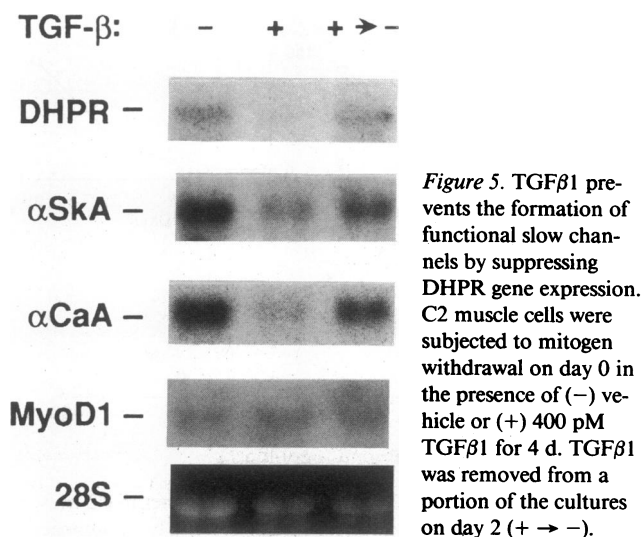 TGF-β: − + + → −
DHPR −
αSkA −
αCaA −
MyoD1 −
28S −
Figure 5. TGFβ1 pre-
vents the formation of
functional slow chan-
nels by suppressing
DHPR gene expression.
C2 muscle cells were
subjected to mitogen
withdrawal on day 0 in
the presence of (−) ve-
hicle or (+) 400 pM
TGFβ1 for 4 d. TGFβ1
was removed from a
portion of the cultures
on day 2 (+ → −).